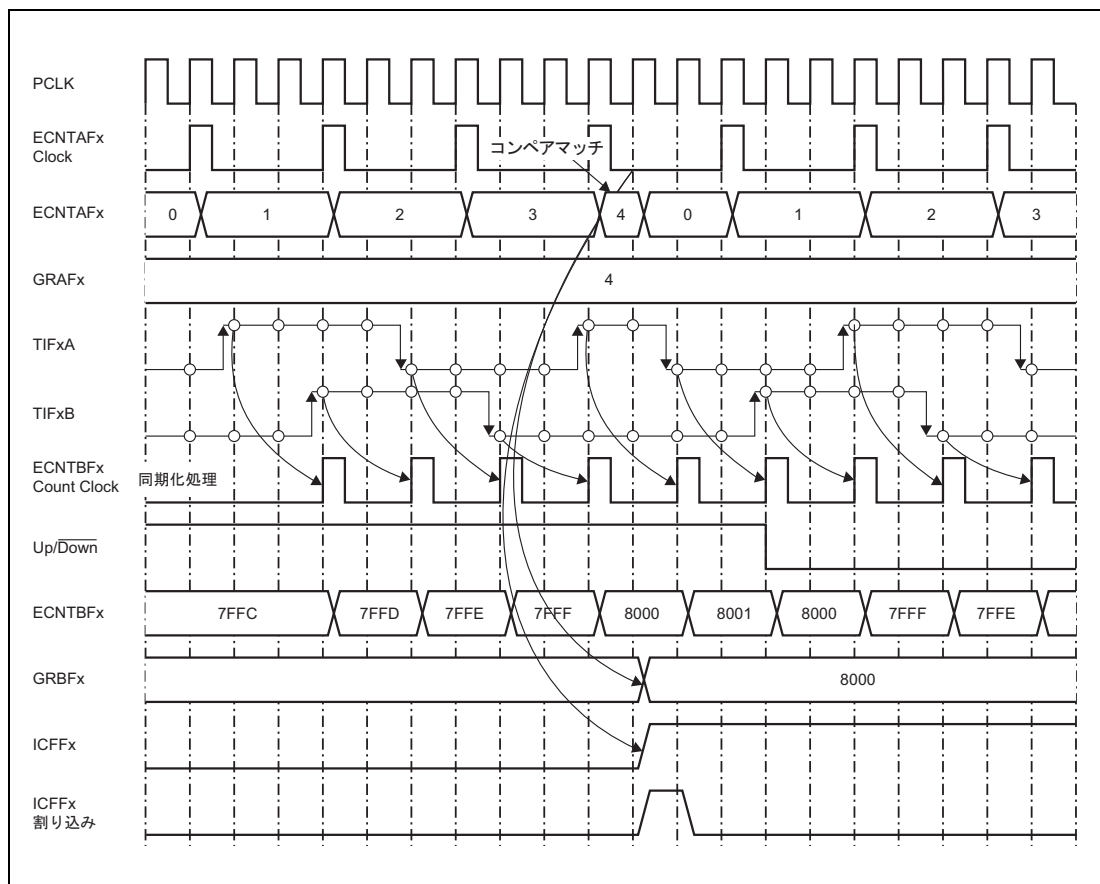 PCLK
ECNTAFx
Clock
コンペアマッチ
ECNTAFx
0 1 2 3 4 0 1 2 3
GRAFx
4
TIFxA
TIFxB
ECNTBFx
Count Clock
同期化処理
Up/Down
ECNTBFx
7FFC 7FFD 7FFE 7FFF 8000 8001 8000 7FFF 7FFE
GRBFx
8000
ICFFx
ICFFx
割り込み